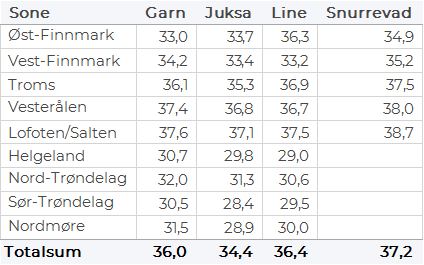 Sone Garn Juksa Line Snurrevad
Øst-Finnmark 33,0 33,7 36,3 34,9
Vest-Finnmark 34,2 33,4 33,2 35,2
Troms 36,1 35,3 36,9 37,5
Vesterålen 37,4 36,8 36,7 38,0
Lofoten/Salten 37,6 37,1 37,5 38,7
Helgeland 30,7 29,8 29,0
Nord-Trøndelag 32,0 31,3 30,6
Sør-Trøndelag 30,5 28,4 29,5
Nordmøre 31,5 28,9 30,0
Totalsum 36,0 34,4 36,4 37,2